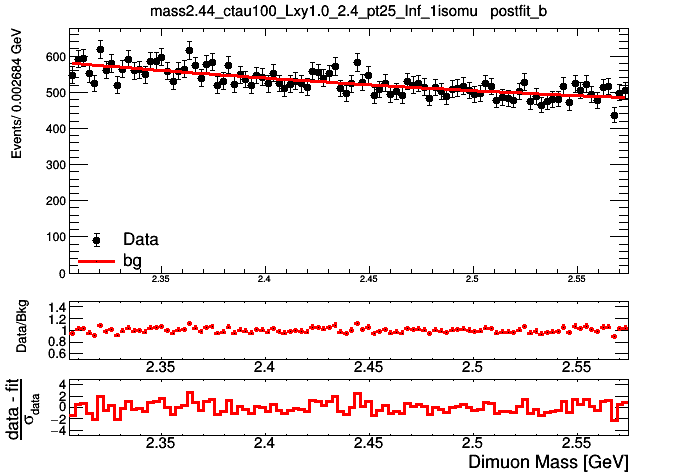 mass2.44_ctau100_Lxy1.0_2.4_pt25_Inf_1isomu postfit_b
Events/ 0.002684 GeV
600
500
400
300
200
100
0
Data
bg
2.35 2.4 2.45 2.5 2.55
Data/Bkg
1.4
1.2
1
0.8
0.6
2.35 2.4 2.45 2.5 2.55
data - fit
σdata
4
2
0
−2
−4
2.35 2.4 2.45 2.5 2.55
Dimuon Mass [GeV]